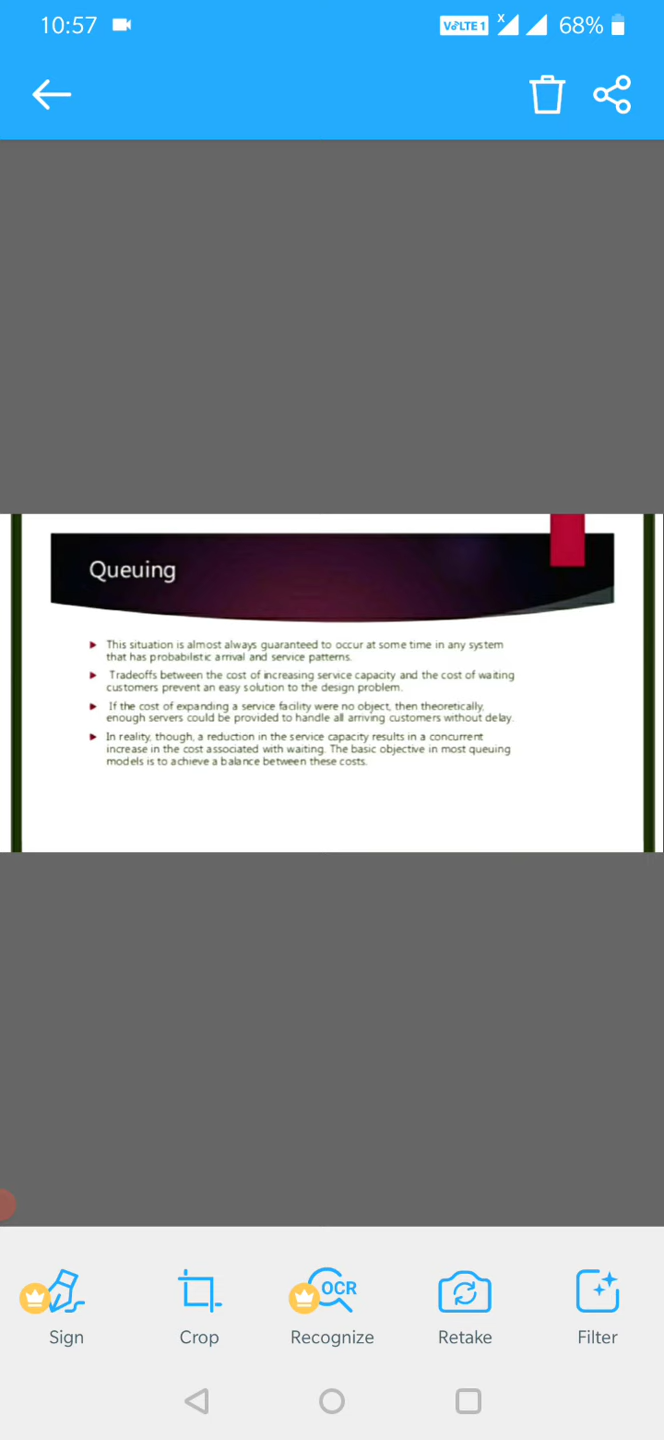 10:57
VoLTE 1 x 68%
Queuing
This situation is almost always guaranteed to occur at some time in any system
that has probabilistic arrival and service patterns.
Tradeoffs between the cost of increasing service capacity and the cost of waiting
customers prevent an easy solution to the design problem.
If the cost of expanding a service facility were no object, then theoretically,
enough servers could be provided to handle all arriving customers without delay.
In reality, though, a reduction in the service capacity results in a concurrent
increase in the cost associated with waiting. The basic objective in most queuing
models is to achieve a balance between these costs.
OCR
Sign Crop Recognize Retake Filter